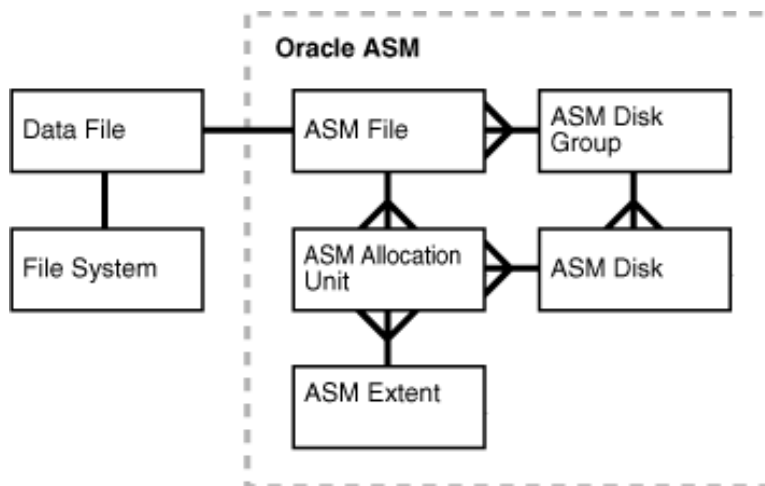 Oracle ASM
Data File
ASM File
ASM Disk
Group
File System
ASM Allocation
Unit
ASM Disk
ASM Extent